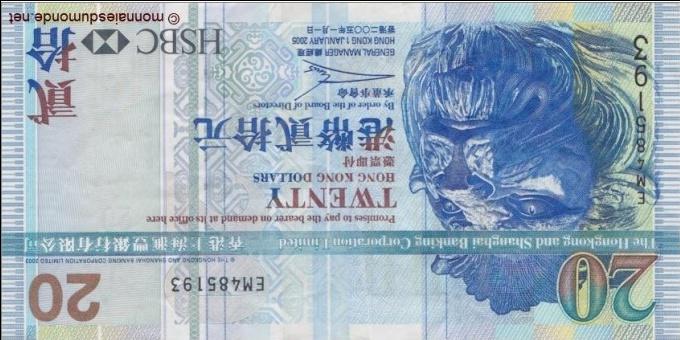 © monnaiesdumonde.net
20
EM485193
20
© THE HONGKONG AND SHANGHAI BANKING CORPORATION LIMITED 2002
The Hongkong and Shanghai Banking Corporation Limited 香港上海滙豐銀行有限公司
Promises to pay the bearer on demand at its office here
TWENTY
HONG KONG DOLLARS
憑票即付
港幣貳拾元
By order of the Board of Directors
承董事會命
GENERAL MANAGER 總經理
HONG KONG 1 JANUARY 2005
香港二〇〇五年一月一日
EM485193
貳拾
HSBC